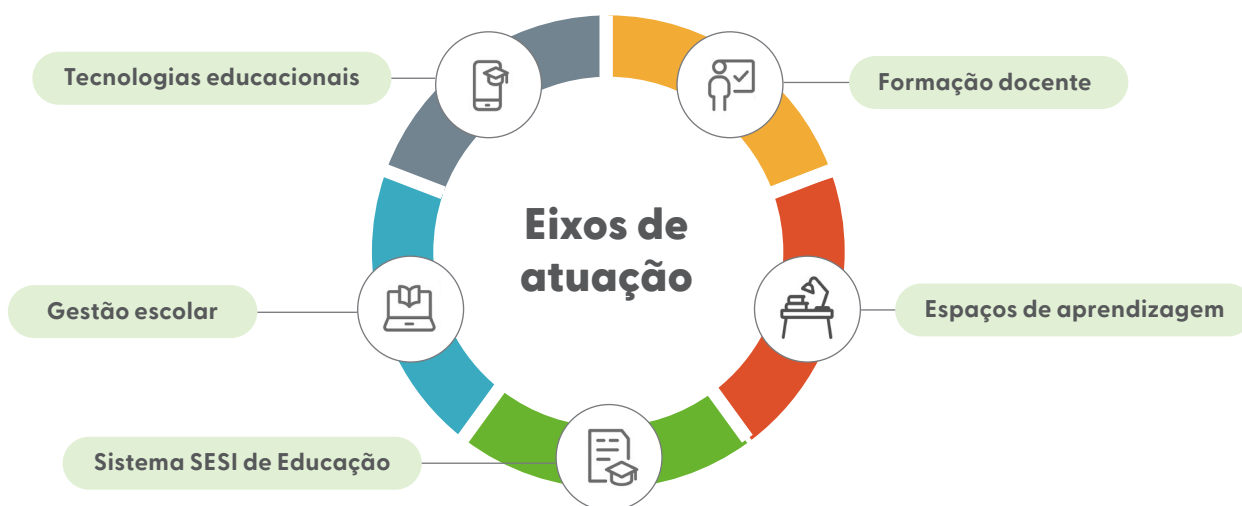 Tecnologias educacionais
Formação docente
Eixos de
atuação
Gestão escolar
Espaços de aprendizagem
Sistema SESI de Educação